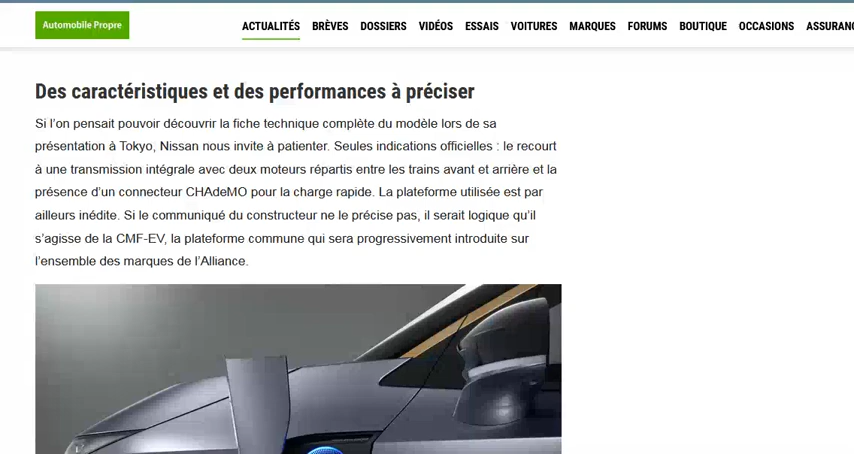 Automobile Propre
ACTUALITÉS BRÈVES DOSSIERS VIDÉOS ESSAIS VOITURES MARQUES FORUMS BOUTIQUE OCCASIONS ASSURANC
Des caractéristiques et des performances à préciser
Si l’on pensait pouvoir découvrir la fiche technique complète du modèle lors de sa
présentation à Tokyo, Nissan nous invite à patienter. Seules indications officielles : le recourt
à une transmission intégrale avec deux moteurs répartis entre les trains avant et arrière et la
présence d’un connecteur CHAdeMO pour la charge rapide. La plateforme utilisée est par
ailleurs inédite. Si le communiqué du constructeur ne le précise pas, il serait logique qu’il
s’agisse de la CMF-EV, la plateforme commune qui sera progressivement introduite sur
l’ensemble des marques de l’Alliance.